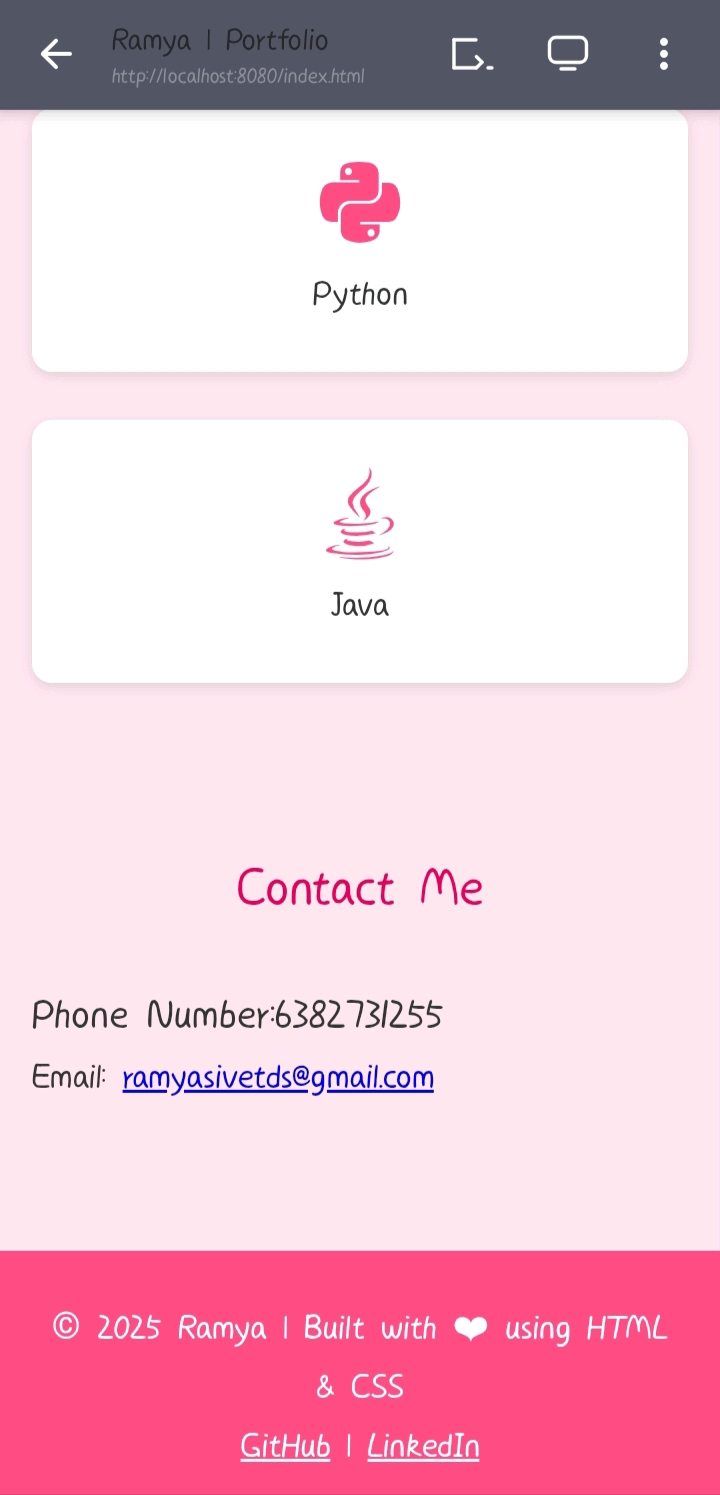 Ramya | Portfolio
http://localhost:8080/index.html
Python
Java
Contact Me
Phone Number:6382731255
Email: ramyasivetds@gmail.com
© 2025 Ramya | Built with ❤ using HTML
& CSS
GitHub | LinkedIn